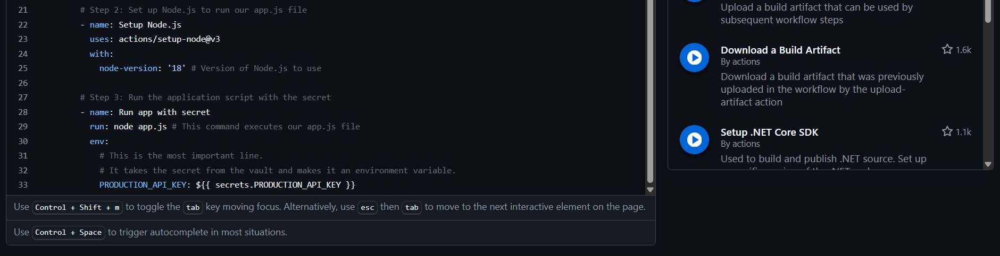 21 # Step 2: Set up Node.js to run our app.js file
22 - name: Setup Node.js
23 uses: actions/setup-node@v3
24 with:
25 node-version: '18' # Version of Node.js to use
26
27 # Step 3: Run the application script with the secret
28 - name: Run app with secret
29 run: node app.js # This command executes our app.js file
30 env:
31 # This is the most important line.
32 # It takes the secret from the vault and makes it an environment variable.
33 PRODUCTION_API_KEY: ${{ secrets.PRODUCTION_API_KEY }}
Use Control + Shift + m to toggle the tab key moving focus. Alternatively, use esc then tab to move to the next interactive element on the page.
Use Control + Space to trigger autocomplete in most situations.
Upload a build artifact that can be used by
subsequent workflow steps
Download a Build Artifact 1.6k
By actions
Download a build artifact that was previously
uploaded in the workflow by the upload-
artifact action
Setup .NET Core SDK 1.1k
By actions
Used to build and publish .NET source. Set up